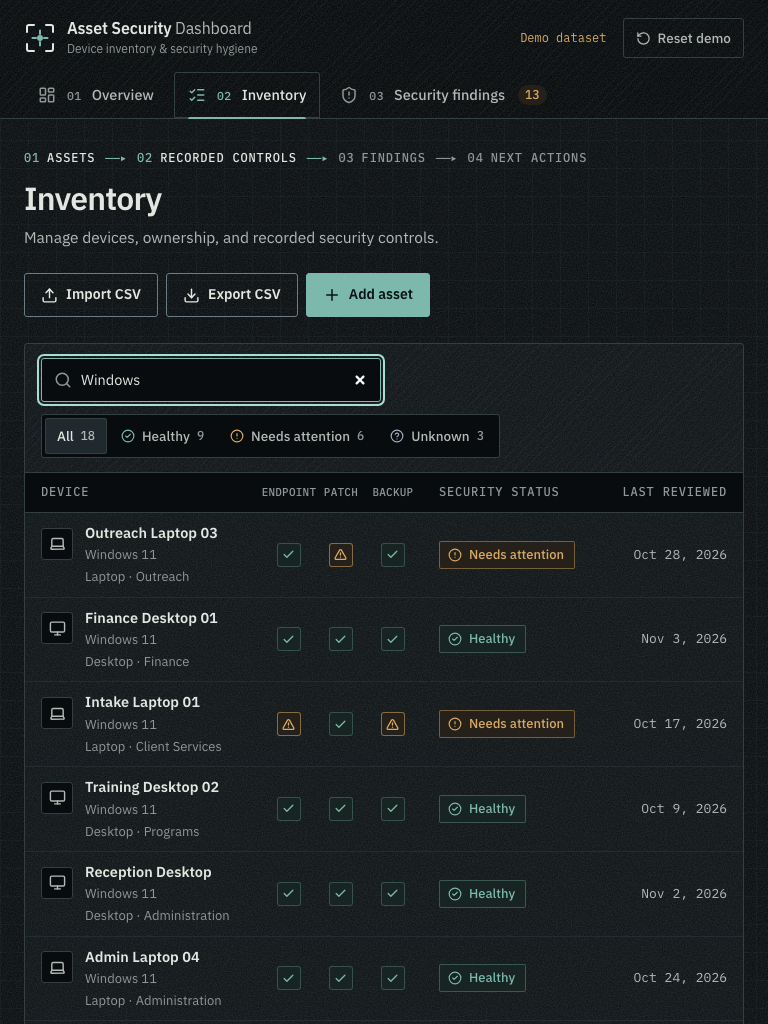 Asset Security Dashboard
Device inventory & security hygiene
Demo dataset
Reset demo
01 Overview
02 Inventory
03 Security findings 13
01 ASSETS
02 RECORDED CONTROLS
03 FINDINGS
04 NEXT ACTIONS
Inventory
Manage devices, ownership, and recorded security controls.
Import CSV
Export CSV
Add asset
Windows
All 18
Healthy 9
Needs attention 6
Unknown 3
DEVICE ENDPOINT PATCH BACKUP SECURITY STATUS LAST REVIEWED
Outreach Laptop 03
Windows 11
Laptop · Outreach
Needs attention
Oct 28, 2026
Finance Desktop 01
Windows 11
Desktop · Finance
Healthy
Nov 3, 2026
Intake Laptop 01
Windows 11
Laptop · Client Services
Needs attention
Oct 17, 2026
Training Desktop 02
Windows 11
Desktop · Programs
Healthy
Oct 9, 2026
Reception Desktop
Windows 11
Desktop · Administration
Healthy
Nov 2, 2026
Admin Laptop 04
Windows 11
Laptop · Administration
Healthy
Oct 24, 2026